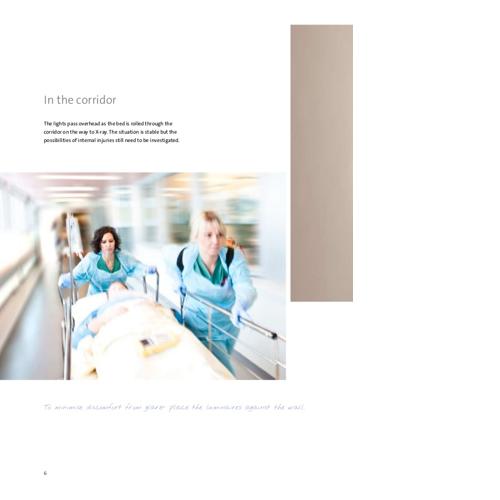 In the corridor
The lights pass overhead as the bed is rolled through the
corridor on the way to X-ray. The situation is stable but the
possibilities of internal injuries still need to be investigated.
To minimise discomfort from glare: place the luminaires against the wall.
6